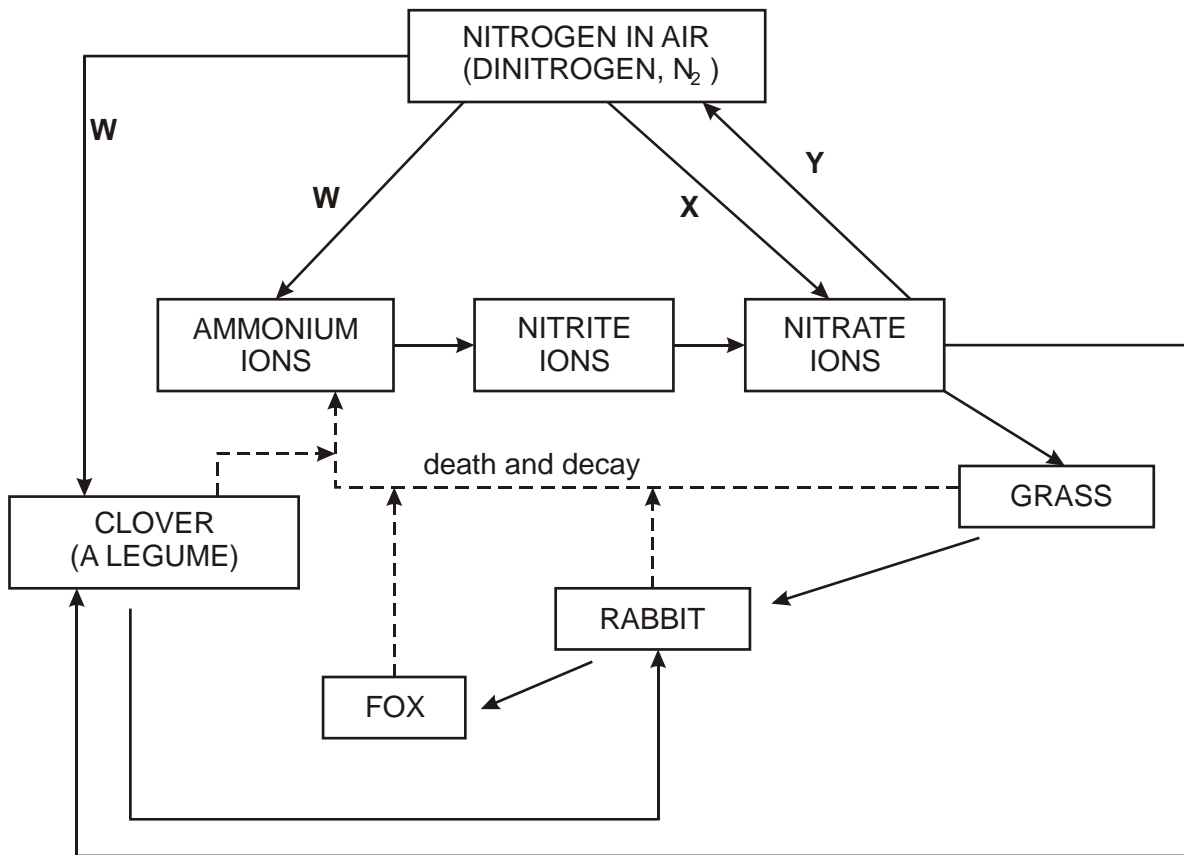 NITROGEN IN AIR
(DINITROGEN, N₂ )
W
W
X
Y
AMMONIUM
IONS
NITRITE
IONS
NITRATE
IONS
death and decay
GRASS
CLOVER
(A LEGUME)
RABBIT
FOX